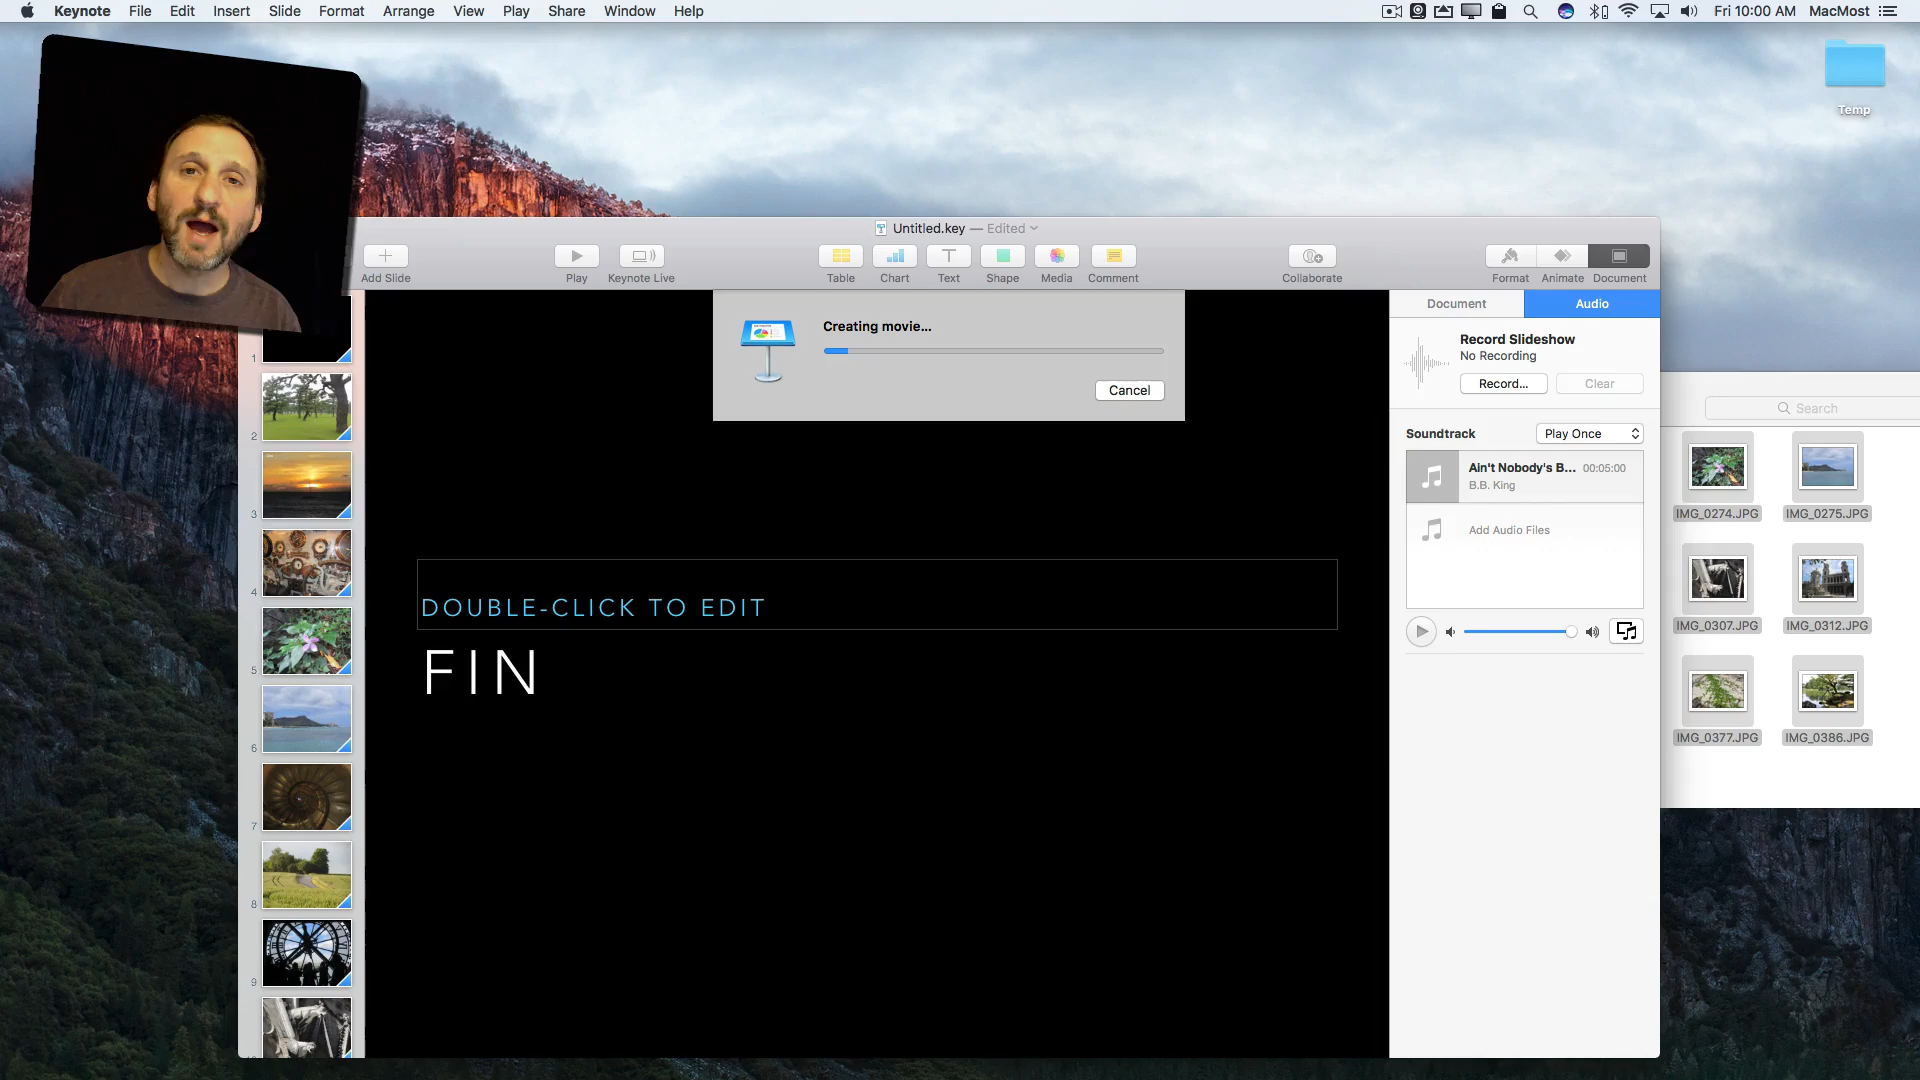 Keynote File Edit Insert Slide Format Arrange View Play Share Window Help
Fri 10:00 AM MacMost
Temp
Untitled.key — Edited
Add Slide
Play
Keynote Live
Table
Chart
Text
Shape
Media
Comment
Collaborate
Format
Animate
Document
Creating movie...
Cancel
Document
Audio
Record Slideshow
No Recording
Record...
Clear
Soundtrack
Play Once
Ain't Nobody's B... 00:05:00
B.B. King
Add Audio Files
Search
IMG_0274.JPG
IMG_0275.JPG
IMG_0307.JPG
IMG_0312.JPG
IMG_0377.JPG
IMG_0386.JPG
DOUBLE-CLICK TO EDIT
FIN
1
2
3
4
5
6
7
8
9